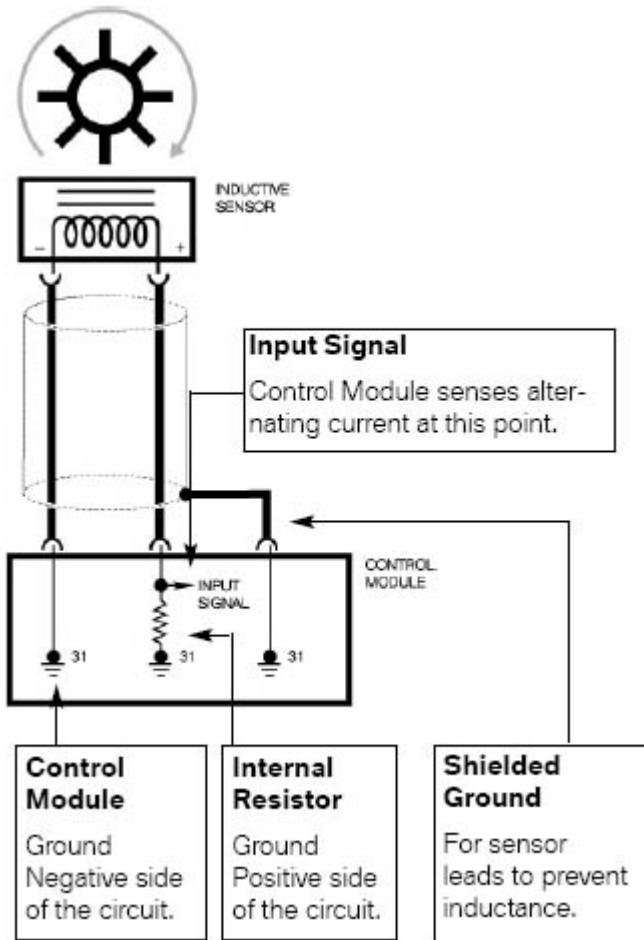 INDUCTIVE
SENSOR
–
+
Input Signal
Control Module senses alter-
nating current at this point.
CONTROL
MODULE
INPUT
SIGNAL
31
31
31
Control
Module
Ground
Negative side
of the circuit.
Internal
Resistor
Ground
Positive side
of the circuit.
Shielded
Ground
For sensor
leads to prevent
inductance.